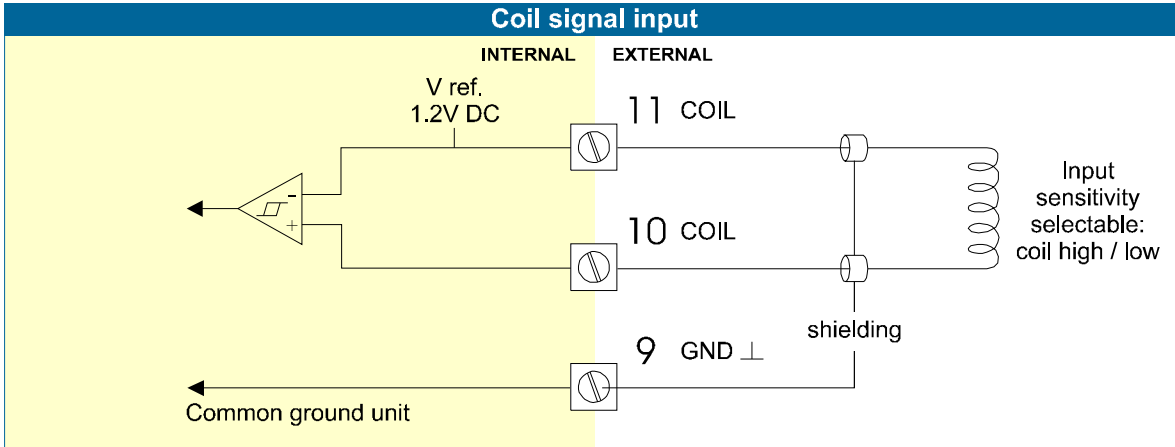 Coil signal input
INTERNAL EXTERNAL
V ref.
1.2V DC
11 COIL
-
+
10 COIL
Input
sensitivity
selectable:
coil high / low
shielding
9 GND ⊥
Common ground unit